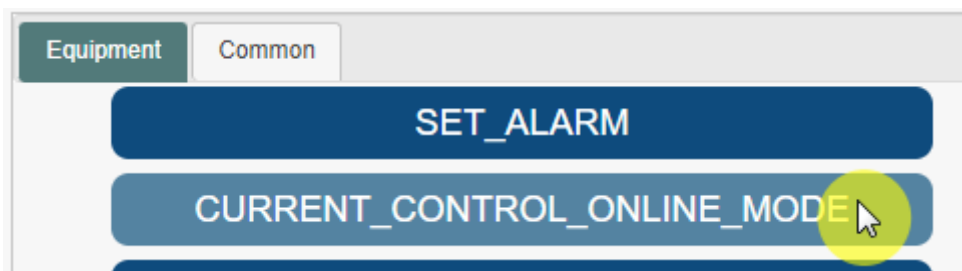 Equipment
Common
SET_ALARM
CURRENT_CONTROL_ONLINE_MODE